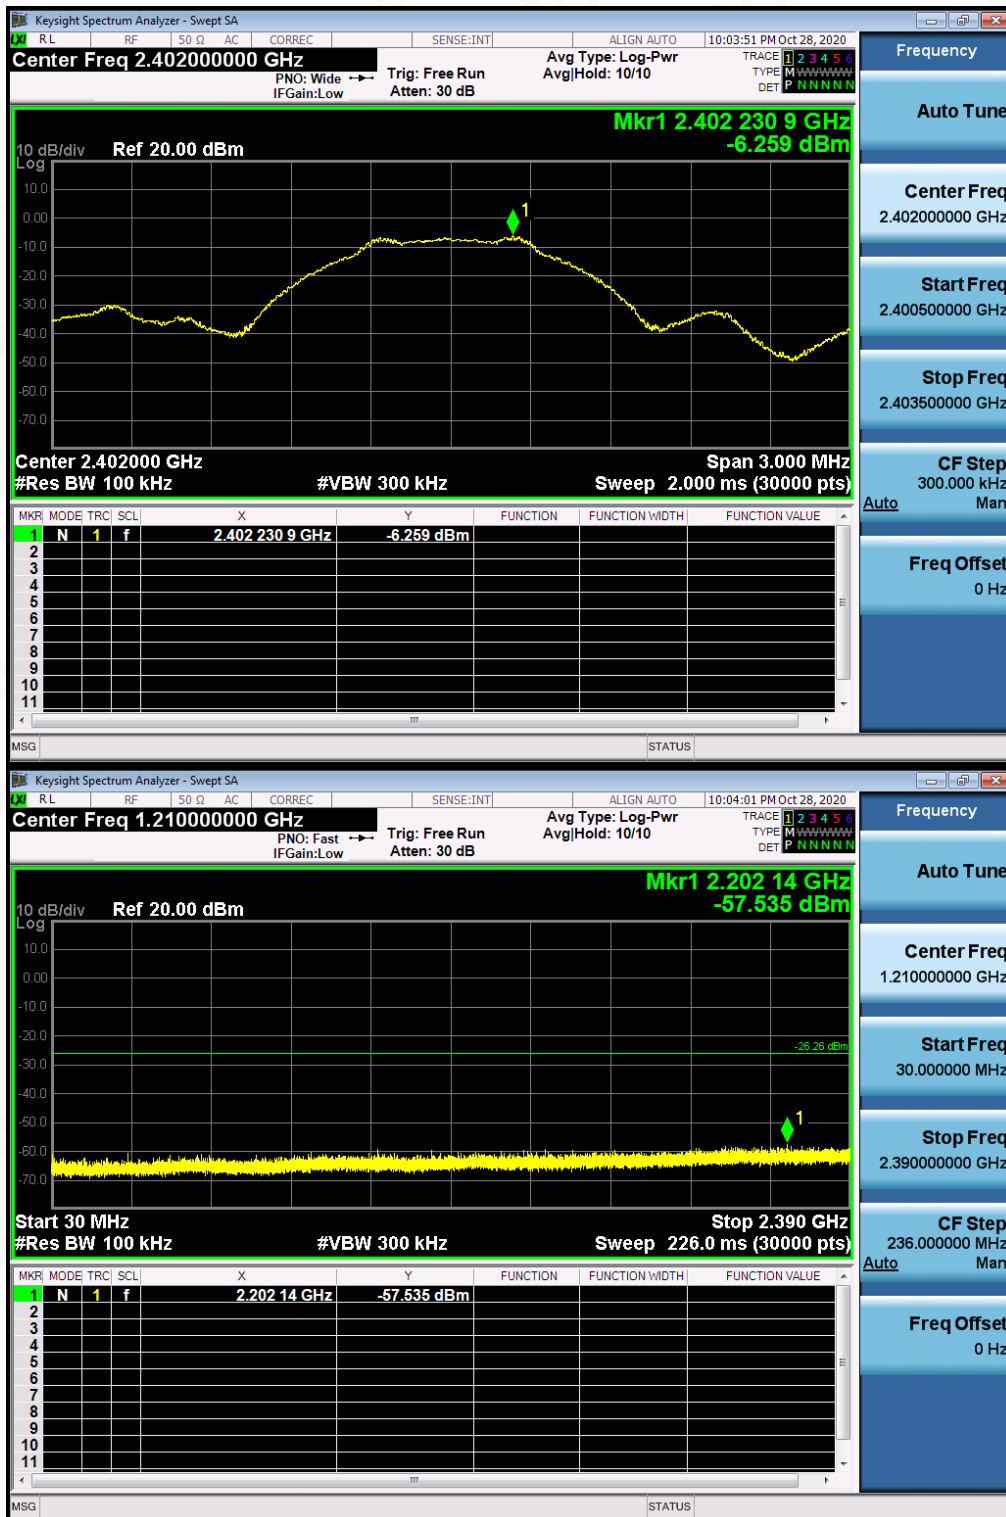 Keysight Spectrum Analyzer - Swept SA
LXI RL RF 50 Ω AC CORREC SENSE:INT ALIGN AUTO 10:03:51 PM Oct 28, 2020
Center Freq 2.402000000 GHz
PNO: Wide
IFGain:Low
Trig: Free Run
Atten: 30 dB
Avg Type: Log-Pwr
Avg|Hold: 10/10
TRACE 1 2 3 4 5 6
TYPE M WWWWW
DET P N N N N N
Mkr1 2.402 230 9 GHz
-6.259 dBm
10 dB/div Ref 20.00 dBm
Log
10.0
0.00
-10.0
-20.0
-30.0
-40.0
-50.0
-60.0
-70.0
1
Center 2.402000 GHz Span 3.000 MHz
#Res BW 100 kHz #VBW 300 kHz Sweep 2.000 ms (30000 pts)
MKR MODE TRC SCL X Y FUNCTION FUNCTION WIDTH FUNCTION VALUE
1 N 1 f 2.402 230 9 GHz -6.259 dBm
2
3
4
5
6
7
8
9
10
11
MSG STATUS
Frequency
Auto Tune
Center Freq
2.402000000 GHz
Start Freq
2.400500000 GHz
Stop Freq
2.403500000 GHz
CF Step
300.000 kHz
Auto Man
Freq Offset
0 Hz
Keysight Spectrum Analyzer - Swept SA
LXI RL RF 50 Ω AC CORREC SENSE:INT ALIGN AUTO 10:04:01 PM Oct 28, 2020
Center Freq 1.210000000 GHz
PNO: Fast
IFGain:Low
Trig: Free Run
Atten: 30 dB
Avg Type: Log-Pwr
Avg|Hold: 10/10
TRACE 1 2 3 4 5 6
TYPE M WWWWW
DET P N N N N N
Mkr1 2.202 14 GHz
-57.535 dBm
10 dB/div Ref 20.00 dBm
Log
10.0
0.00
-10.0
-20.0
-30.0
-40.0
-50.0
-60.0
-70.0
-26.26 dBm
1
Start 30 MHz Stop 2.390 GHz
#Res BW 100 kHz #VBW 300 kHz Sweep 226.0 ms (30000 pts)
MKR MODE TRC SCL X Y FUNCTION FUNCTION WIDTH FUNCTION VALUE
1 N 1 f 2.202 14 GHz -57.535 dBm
2
3
4
5
6
7
8
9
10
11
MSG STATUS
Frequency
Auto Tune
Center Freq
1.210000000 GHz
Start Freq
30.000000 MHz
Stop Freq
2.390000000 GHz
CF Step
236.000000 MHz
Auto Man
Freq Offset
0 Hz